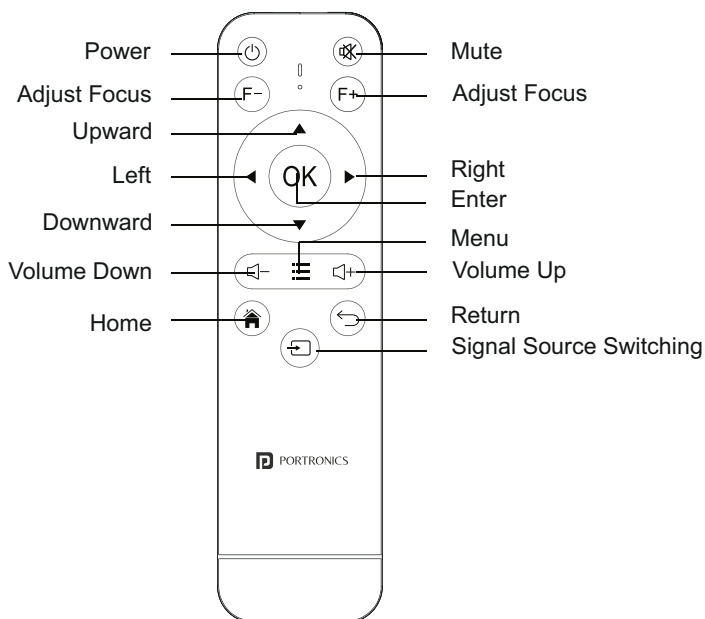 Power
Mute
F-
F+
Adjust Focus
Adjust Focus
Upward
OK
Left
Right
Enter
Downward
Menu
Volume Down
Volume Up
Home
Return
Signal Source Switching
PORTRONICS